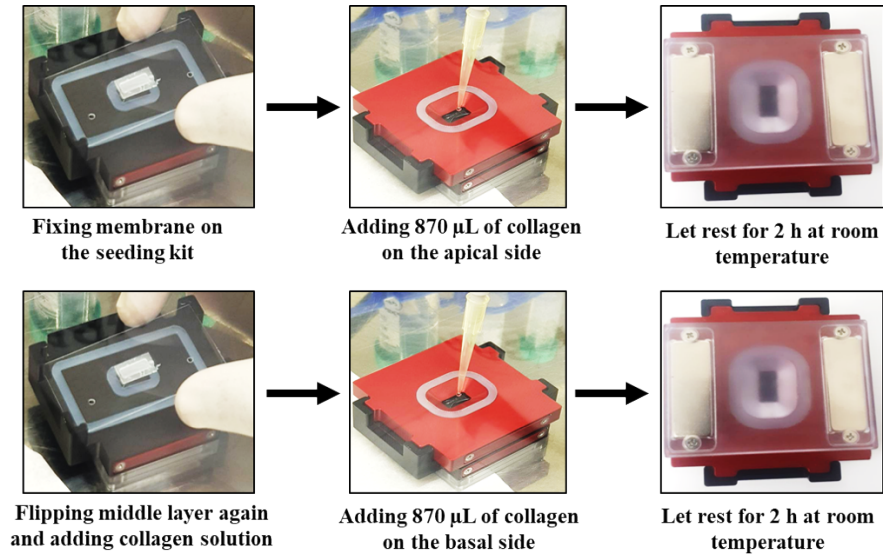 Fixing membrane on
the seeding kit
Adding 870 µL of collagen
on the apical side
Let rest for 2 h at room
temperature
Flipping middle layer again
and adding collagen solution
Adding 870 µL of collagen
on the basal side
Let rest for 2 h at room
temperature